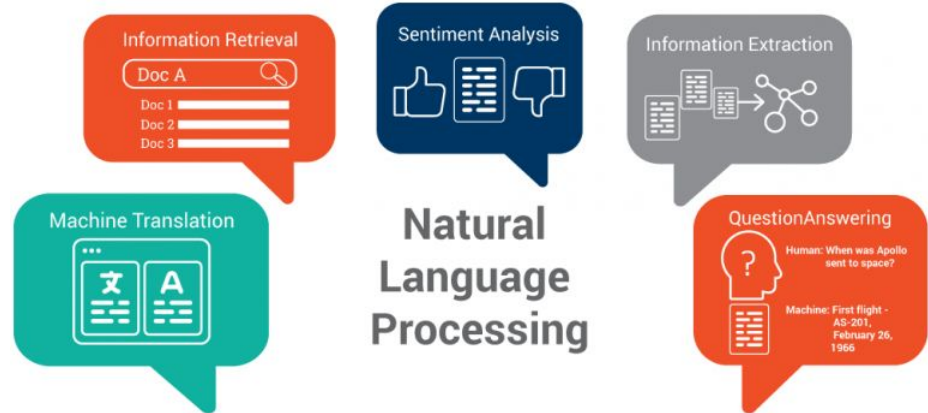 Information Retrieval
Doc A
Doc 1
Doc 2
Doc 3
Sentiment Analysis
Information Extraction
Machine Translation
文 A
Natural
Language
Processing
QuestionAnswering
?
Human: When was Apollo
sent to space?
Machine: First flight -
AS-201,
February 26,
1966